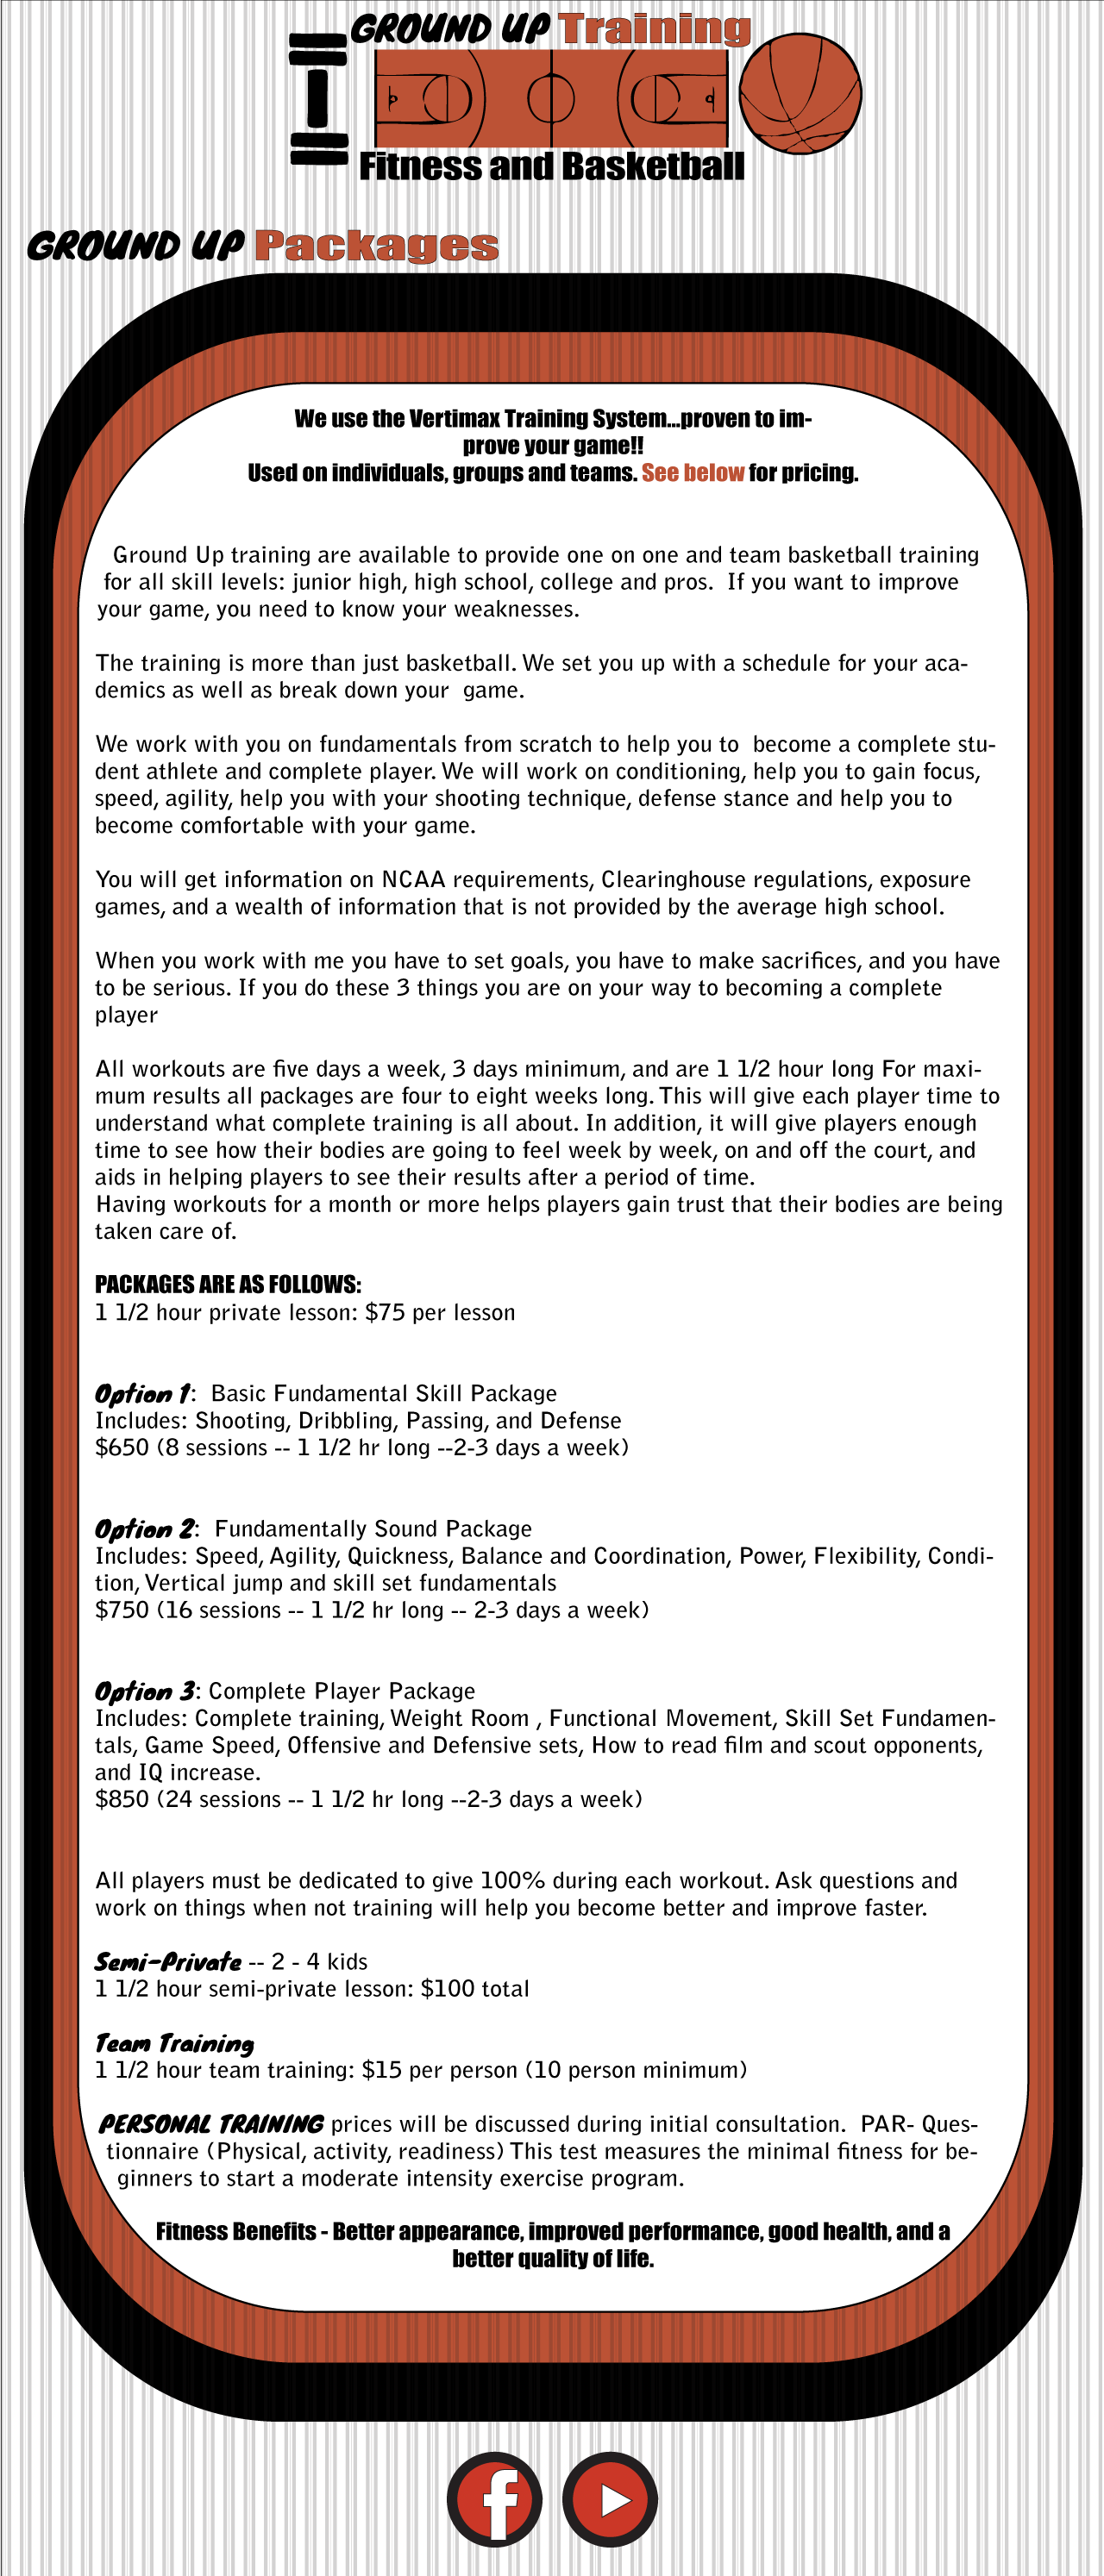 GROUND UP Training
Fitness and Basketball
GROUND UP Packages
We use the Vertimax Training System...proven to im-
prove your game!!
Used on individuals, groups and teams. See below for pricing.
Ground Up training are available to provide one on one and team basketball training
for all skill levels: junior high, high school, college and pros.  If you want to improve
your game, you need to know your weaknesses.
The training is more than just basketball. We set you up with a schedule for your aca-
demics as well as break down your  game.
We work with you on fundamentals from scratch to help you to  become a complete stu-
dent athlete and complete player. We will work on conditioning, help you to gain focus,
speed, agility, help you with your shooting technique, defense stance and help you to
become comfortable with your game.
You will get information on NCAA requirements, Clearinghouse regulations, exposure
games, and a wealth of information that is not provided by the average high school.
When you work with me you have to set goals, you have to make sacrifices, and you have
to be serious. If you do these 3 things you are on your way to becoming a complete
player
All workouts are five days a week, 3 days minimum, and are 1 1/2 hour long For maxi-
mum results all packages are four to eight weeks long. This will give each player time to
understand what complete training is all about. In addition, it will give players enough
time to see how their bodies are going to feel week by week, on and off the court, and
aids in helping players to see their results after a period of time.
Having workouts for a month or more helps players gain trust that their bodies are being
taken care of.
PACKAGES ARE AS FOLLOWS:
1 1/2 hour private lesson: $75 per lesson
Option 1:  Basic Fundamental Skill Package
Includes: Shooting, Dribbling, Passing, and Defense
$650 (8 sessions -- 1 1/2 hr long --2-3 days a week)
Option 2:  Fundamentally Sound Package
Includes: Speed, Agility, Quickness, Balance and Coordination, Power, Flexibility, Condi-
tion, Vertical jump and skill set fundamentals
$750 (16 sessions -- 1 1/2 hr long -- 2-3 days a week)
Option 3: Complete Player Package
Includes: Complete training, Weight Room , Functional Movement, Skill Set Fundamen-
tals, Game Speed, Offensive and Defensive sets, How to read film and scout opponents,
and IQ increase.
$850 (24 sessions -- 1 1/2 hr long --2-3 days a week)
All players must be dedicated to give 100% during each workout. Ask questions and
work on things when not training will help you become better and improve faster.
Semi-Private -- 2 - 4 kids
1 1/2 hour semi-private lesson: $100 total
Team Training
1 1/2 hour team training: $15 per person (10 person minimum)
PERSONAL TRAINING prices will be discussed during initial consultation.  PAR- Ques-
tionnaire (Physical, activity, readiness) This test measures the minimal fitness for be-
ginners to start a moderate intensity exercise program.
Fitness Benefits - Better appearance, improved performance, good health, and a
better quality of life.
f